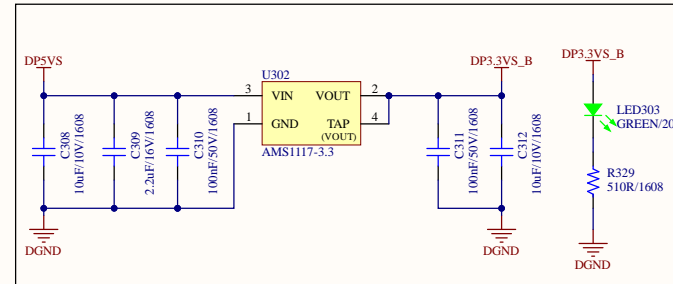 DP5VS
U302
DP3.3VS_B
DP3.3VS_B
3
VIN
VOUT
2
1
GND
TAP
4
(VOUT)
AMS1117-3.3
C308
10uF/10V/1608
C309
2.2uF/16V/1608
C310
100nF/50V/1608
C311
100nF/50V/1608
C312
10uF/10V/1608
LED303
GREEN/20
R329
510R/1608
DGND
DGND
DGND